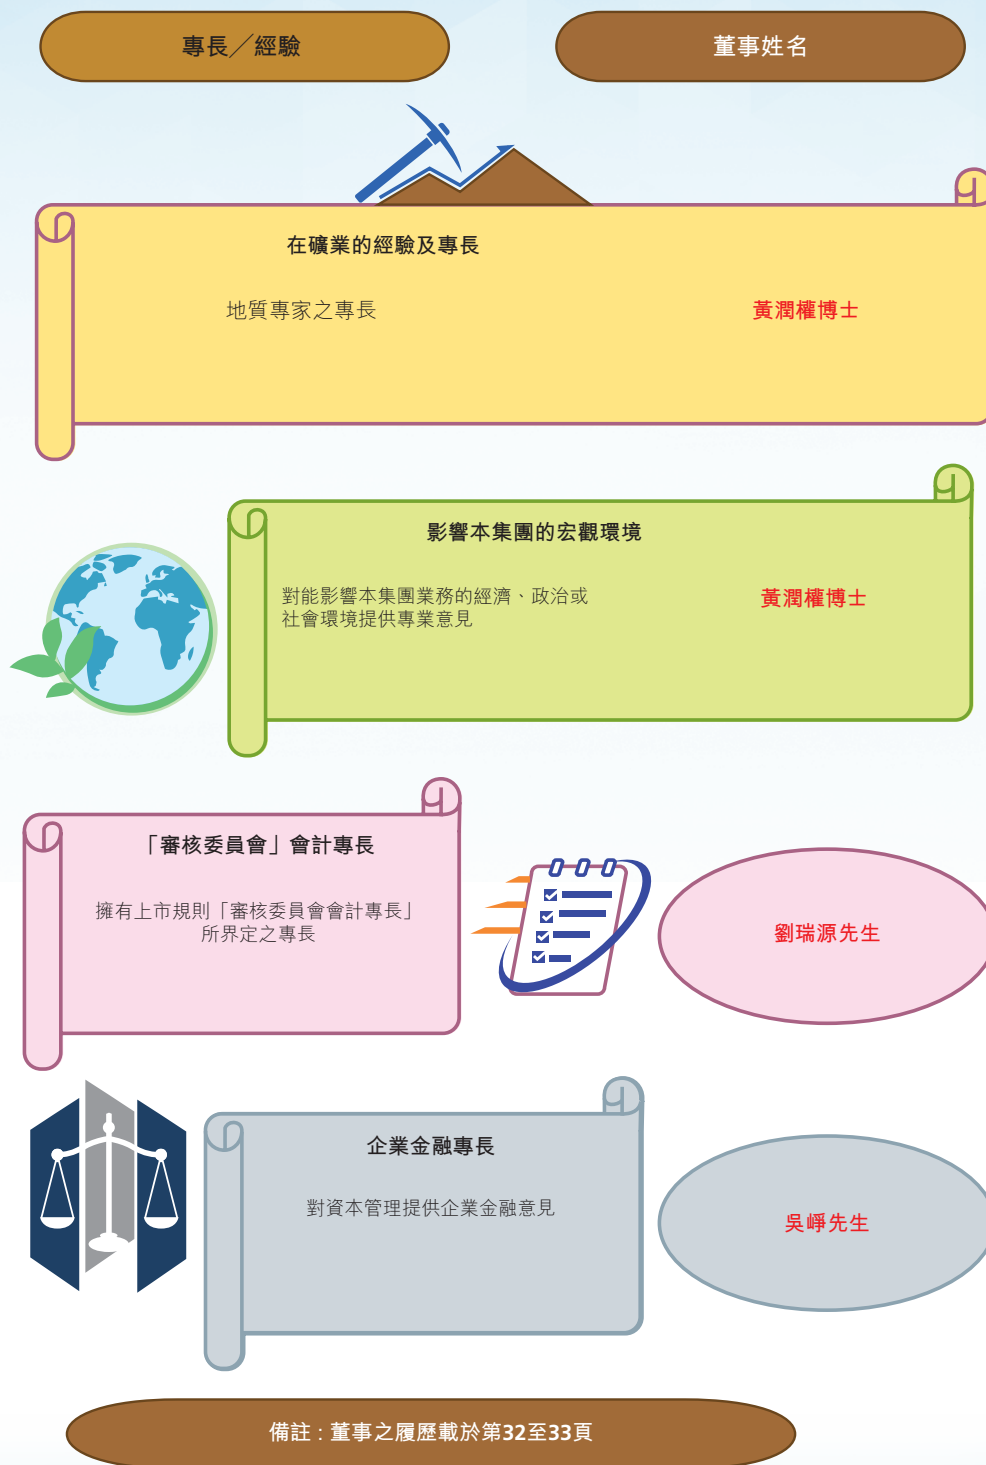 專長／經驗
董事姓名
在礦業的經驗及專長
地質專家之專長
黃潤權博士
影響本集團的宏觀環境
對能影響本集團業務的經濟、政治或
社會環境提供專業意見
黃潤權博士
「審核委員會」會計專長
擁有上市規則「審核委員會會計專長」
所界定之專長
劉瑞源先生
企業金融專長
對資本管理提供企業金融意見
吳崢先生
備註：董事之履歷載於第32至33頁